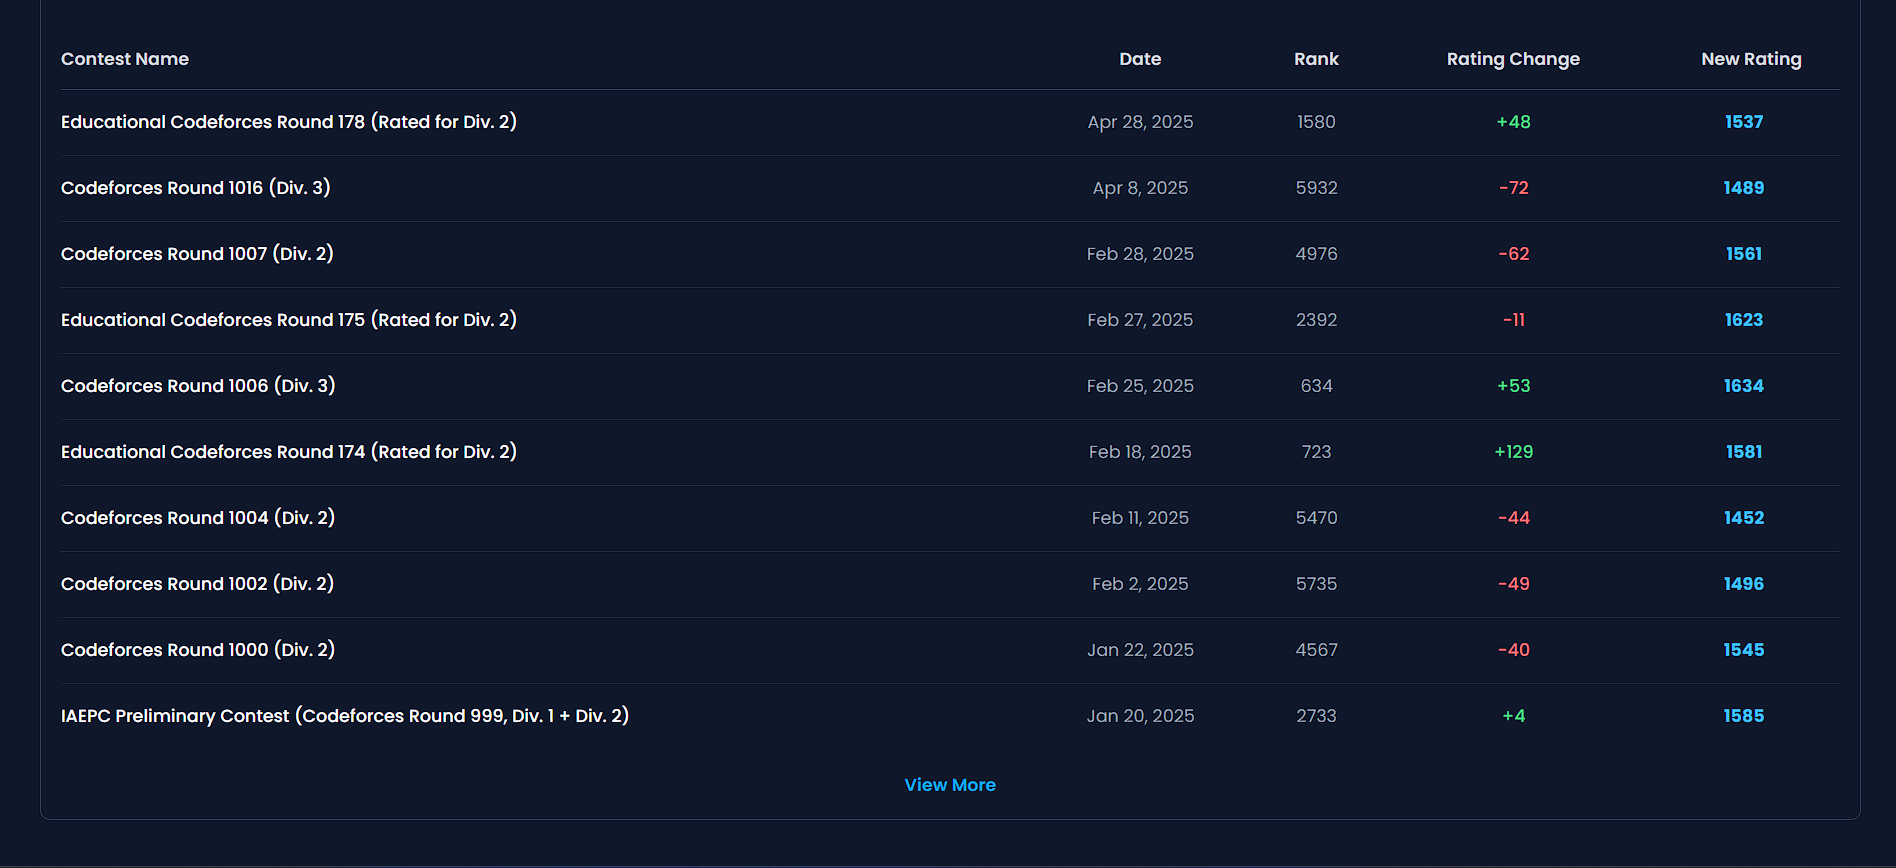 Contest Name Date Rank Rating Change New Rating
Educational Codeforces Round 178 (Rated for Div. 2) Apr 28, 2025 1580 +48 1537
Codeforces Round 1016 (Div. 3) Apr 8, 2025 5932 -72 1489
Codeforces Round 1007 (Div. 2) Feb 28, 2025 4976 -62 1561
Educational Codeforces Round 175 (Rated for Div. 2) Feb 27, 2025 2392 -11 1623
Codeforces Round 1006 (Div. 3) Feb 25, 2025 634 +53 1634
Educational Codeforces Round 174 (Rated for Div. 2) Feb 18, 2025 723 +129 1581
Codeforces Round 1004 (Div. 2) Feb 11, 2025 5470 -44 1452
Codeforces Round 1002 (Div. 2) Feb 2, 2025 5735 -49 1496
Codeforces Round 1000 (Div. 2) Jan 22, 2025 4567 -40 1545
IAEPC Preliminary Contest (Codeforces Round 999, Div. 1 + Div. 2) Jan 20, 2025 2733 +4 1585
View More